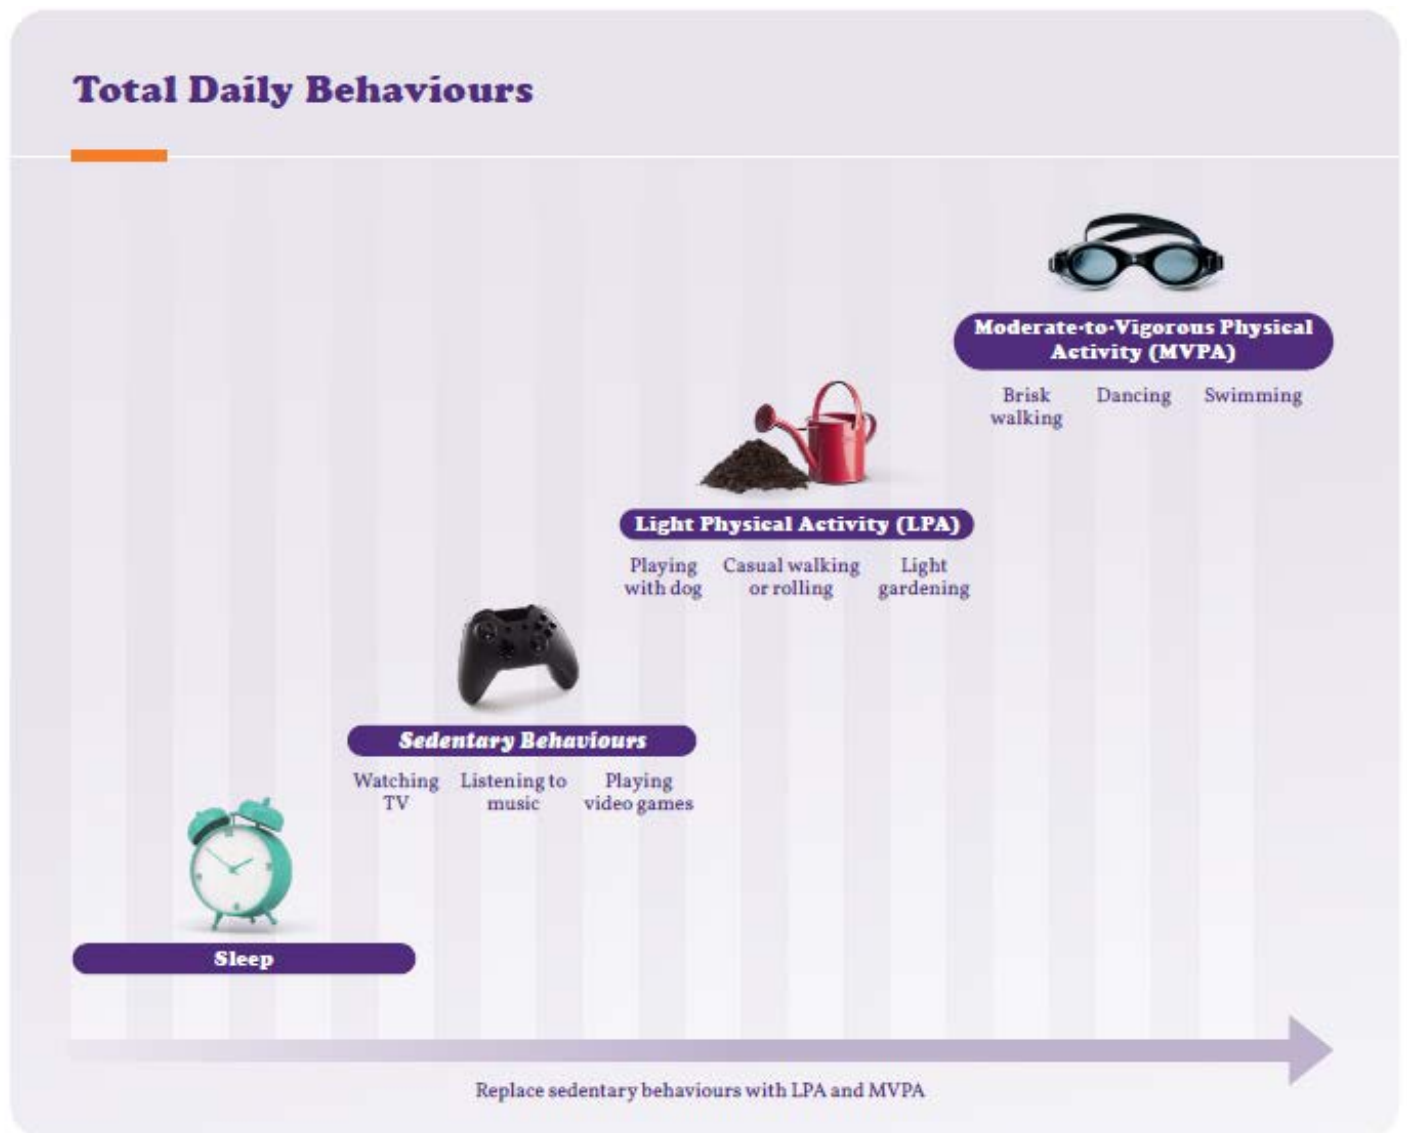 Total Daily Behaviours
Moderate-to-Vigorous Physical
Activity (MVPA)
Brisk
walking
Dancing
Swimming
Light Physical Activity (LPA)
Playing
with dog
Casual walking
or rolling
Light
gardening
Sedentary Behaviours
Watching
TV
Listening to
music
Playing
video games
Sleep
Replace sedentary behaviours with LPA and MVPA